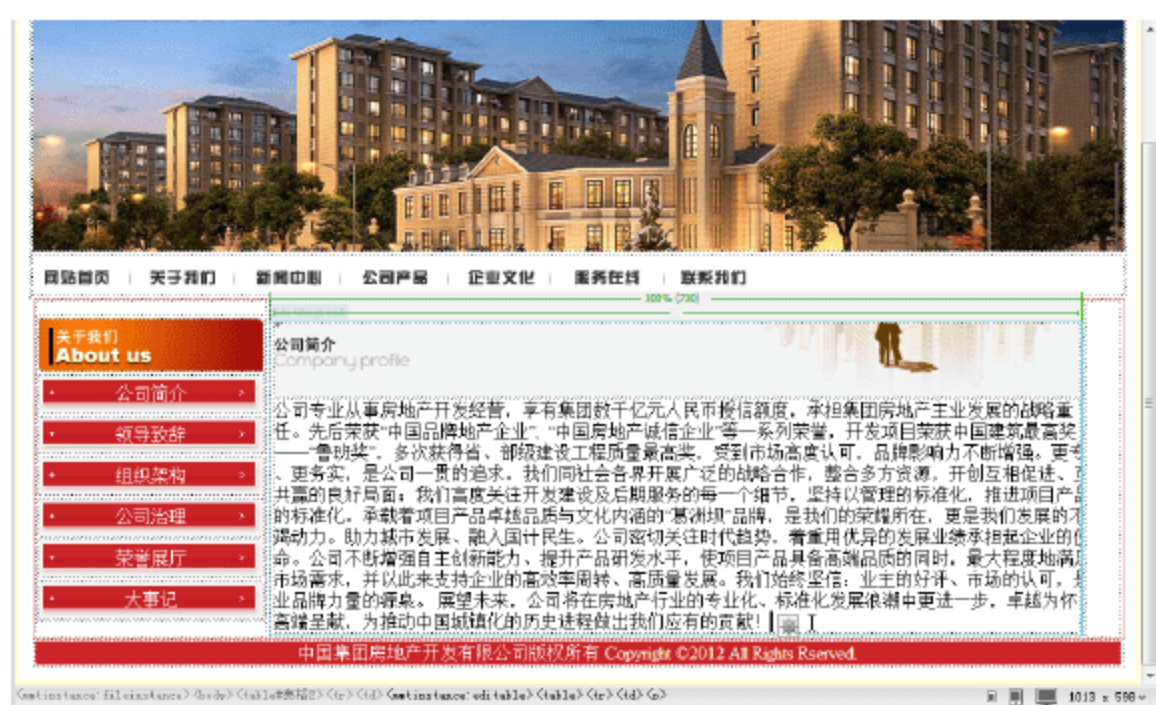 网站首页 关于我们 新闻中心 公司产品 企业文化 服务在线 联系我们
100% (730)
关于我们
About us
公司简介
领导致辞
组织架构
公司治理
荣誉展厅
大事记
公司简介
Company profile
公司专业从事房地产开发经营，享有集团数千亿元人民币授信额度，承担集团房地产主业发展的战略重
任。先后荣获“中国品牌地产企业”、“中国房地产诚信企业”等一系列荣誉，开发项目荣获中国建筑最高奖
——“鲁班奖”，多次获得省、部级建设工程质量最高奖，受到市场高度认可，品牌影响力不断增强。更专
、更务实，是公司一贯的追求。我们同社会各界开展广泛的战略合作，整合多方资源，开创互相促进、互
共赢的良好局面；我们高度关注开发建设及后期服务的每一个细节，坚持以管理的标准化，推进项目产品
的标准化。承载着项目产品卓越品质与文化内涵的“葛洲坝”品牌，是我们的荣耀所在，更是我们发展的不
竭动力。助力城市发展、融入国计民生。公司密切关注时代趋势，着重用优异的发展业绩承担起企业的使
命。公司不断增强自主创新能力、提升产品研发水平，使项目产品具备高端品质的同时，最大程度地满足
市场需求，并以此来支持企业的高效率周转、高质量发展。我们始终坚信：业主的好评、市场的认可，是
业品牌力量的源泉。展望未来，公司将在房地产行业的专业化、标准化发展浪潮中更进一步，卓越为怀
高端呈献，为推动中国城镇化的历史进程做出我们应有的贡献！
中国集团房地产开发有限公司版权所有 Copyright ©2012 All Rights Rserved.
<mmtinstance:fileinstance> <body> <table#表格2> <tr> <td> <mmtinstance:editable> <table> <tr> <td> <p>
1013 x 598